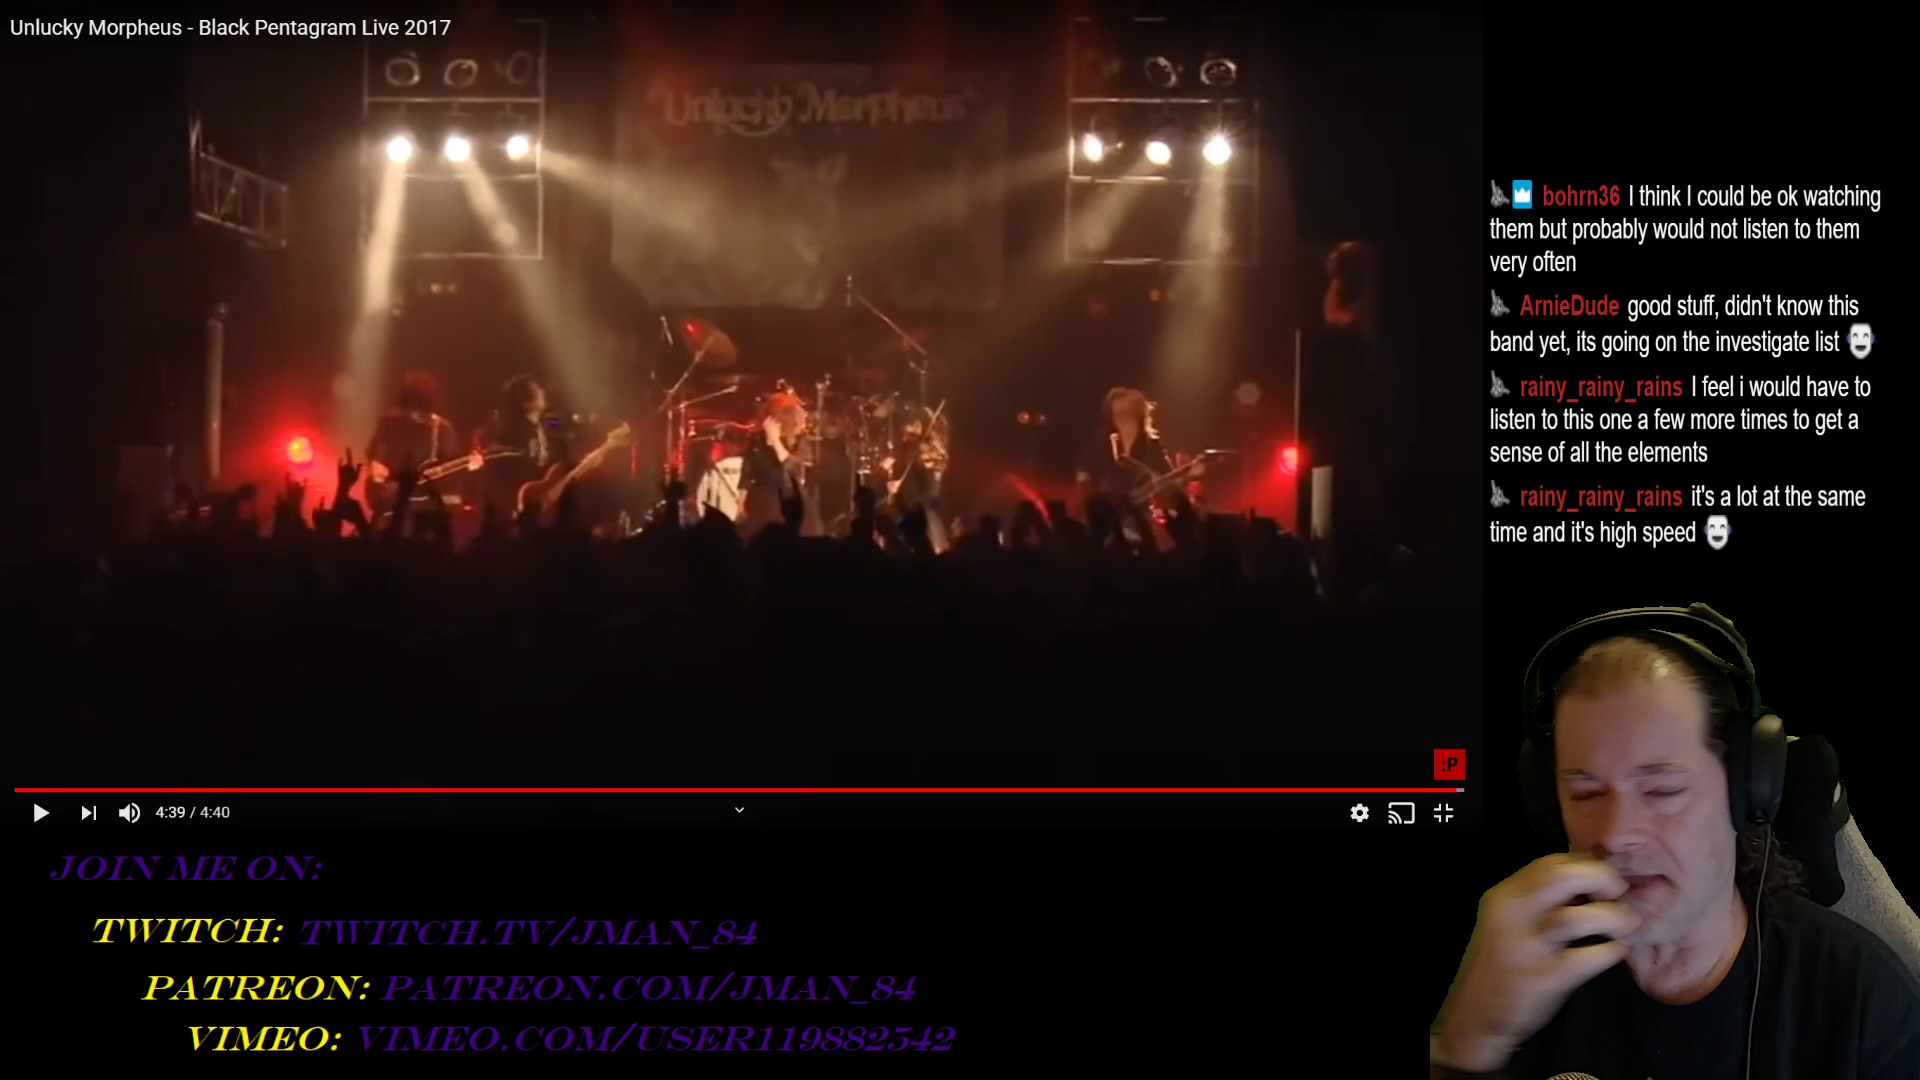 Unlucky Morpheus - Black Pentagram Live 2017
Unlucky Morpheus
bohrn36 I think I could be ok watching
them but probably would not listen to them
very often
ArnieDude good stuff, didn't know this
band yet, its going on the investigate list
rainy_rainy_rains I feel i would have to
listen to this one a few more times to get a
sense of all the elements
rainy_rainy_rains it's a lot at the same
time and it's high speed
:P
4:39 / 4:40
JOIN ME ON:
TWITCH: TWITCH.TV/JMAN_84
PATREON: PATREON.COM/JMAN_84
VIMEO: VIMEO.COM/USER119882542